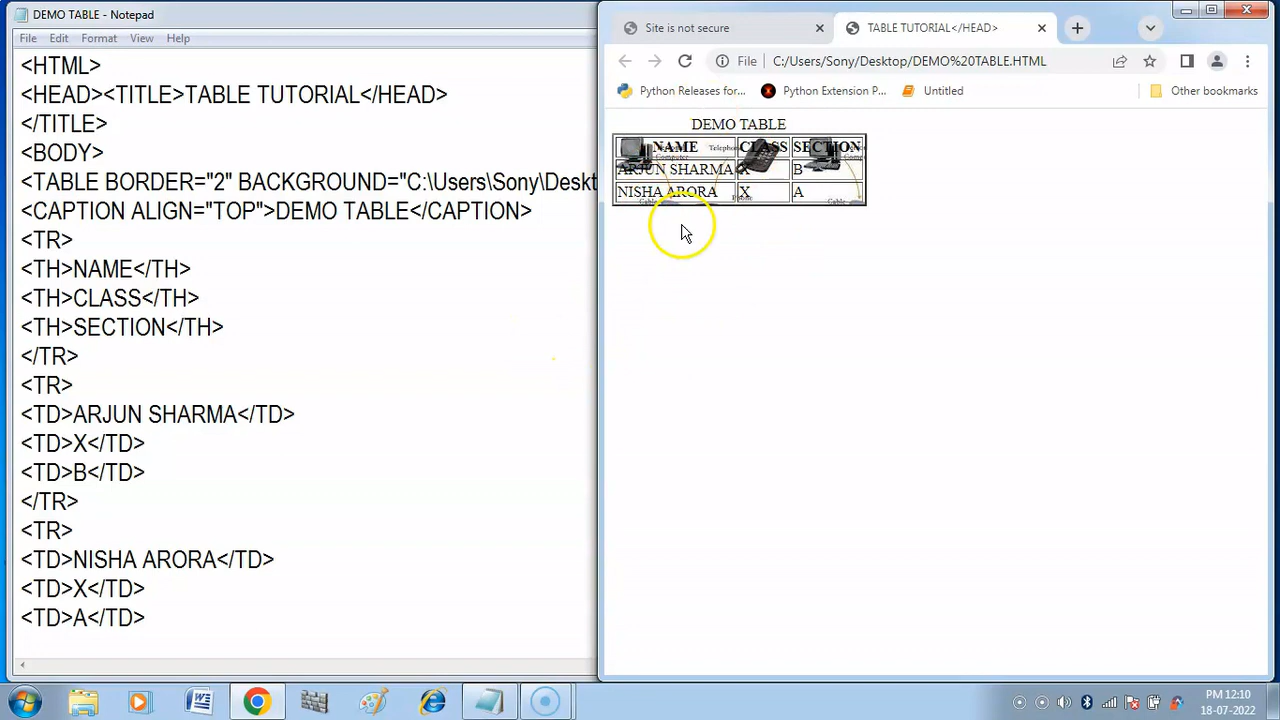 DEMO TABLE - Notepad
File Edit Format View Help
<HTML>
<HEAD><TITLE>TABLE TUTORIAL</HEAD>
</TITLE>
<BODY>
<TABLE BORDER="2" BACKGROUND="C:\Users\Sony\Deskt
<CAPTION ALIGN="TOP">DEMO TABLE</CAPTION>
<TR>
<TH>NAME</TH>
<TH>CLASS</TH>
<TH>SECTION</TH>
</TR>
<TR>
<TD>ARJUN SHARMA</TD>
<TD>X</TD>
<TD>B</TD>
</TR>
<TR>
<TD>NISHA ARORA</TD>
<TD>X</TD>
<TD>A</TD>
Site is not secure
TABLE TUTORIAL</HEAD>
File C:/Users/Sony/Desktop/DEMO%20TABLE.HTML
Python Releases for... Python Extension P... Untitled Other bookmarks
DEMO TABLE
NAME CLASS SECTION
Computer
ARJUN SHARMA X B
NISHA ARORA X A
PM 12:10
18-07-2022